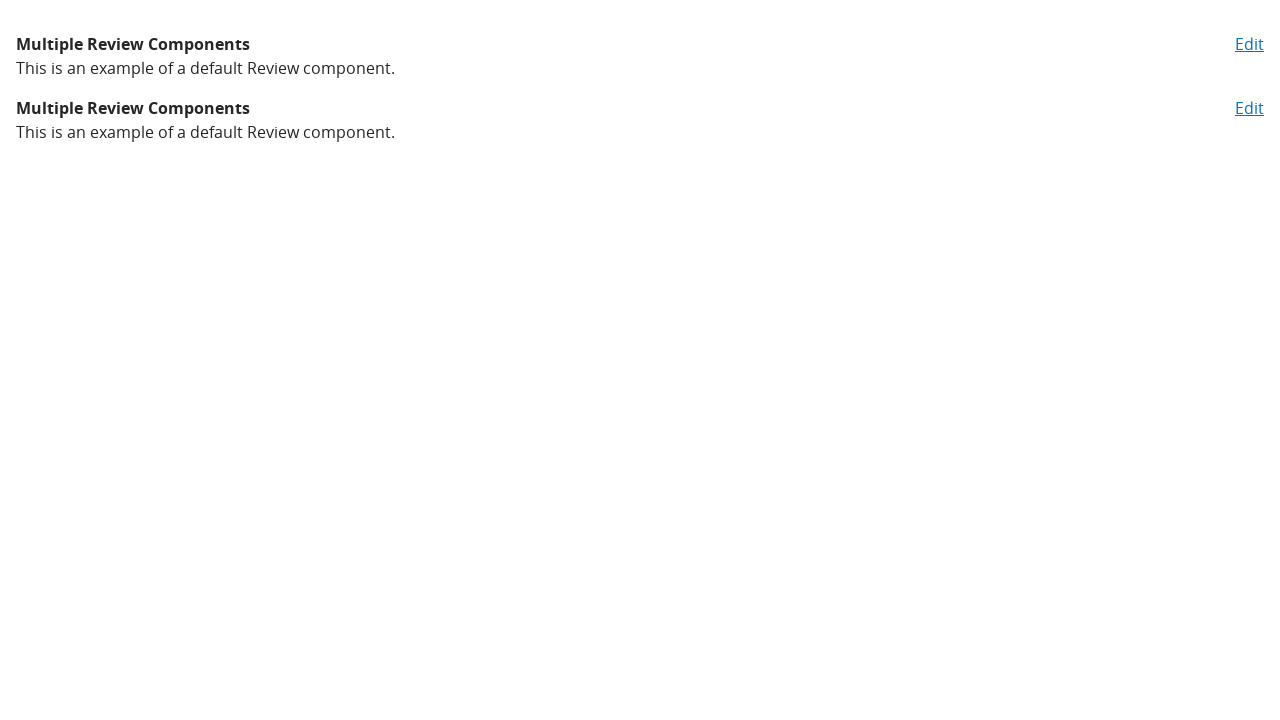 Multiple Review Components Edit
This is an example of a default Review component.
Multiple Review Components Edit
This is an example of a default Review component.